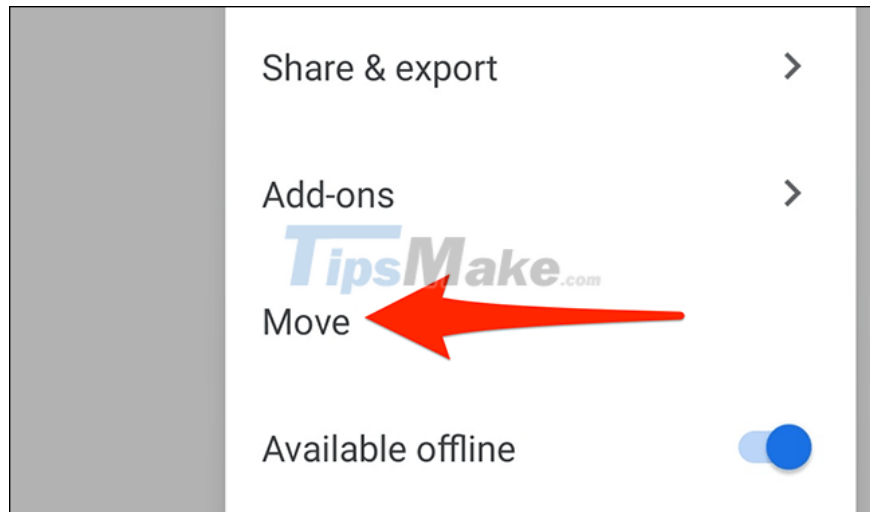 Share & export
Add-ons
TipsMake.com
Move
Available offline